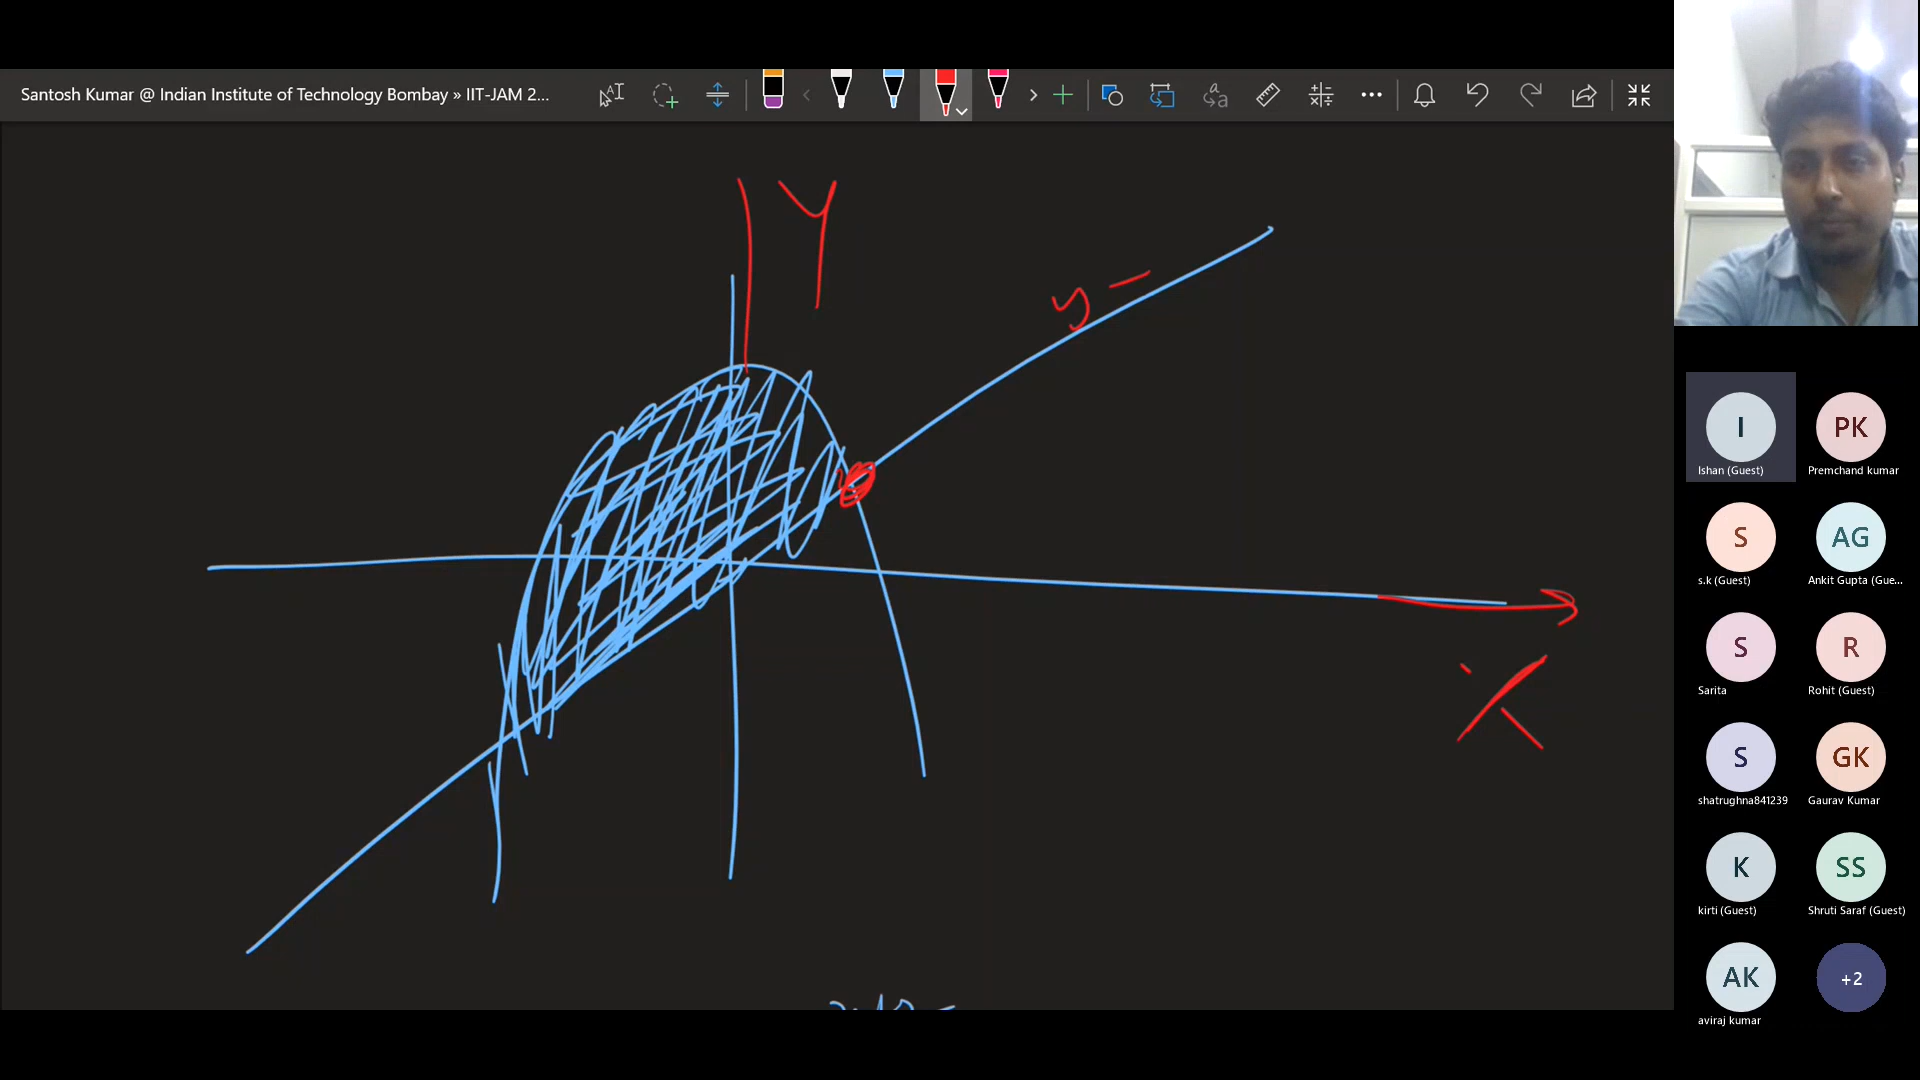 Santosh Kumar @ Indian Institute of Technology Bombay » IIT-JAM 2...
Y
y =
X
I
Ishan (Guest)
PK
Premchand kumar
S
s.k (Guest)
AG
Ankit Gupta (Gue...
S
Sarita
R
Rohit (Guest)
S
shatrughna841239
GK
Gaurav Kumar
K
kirti (Guest)
SS
Shruti Saraf (Guest)
AK
aviraj kumar
+2